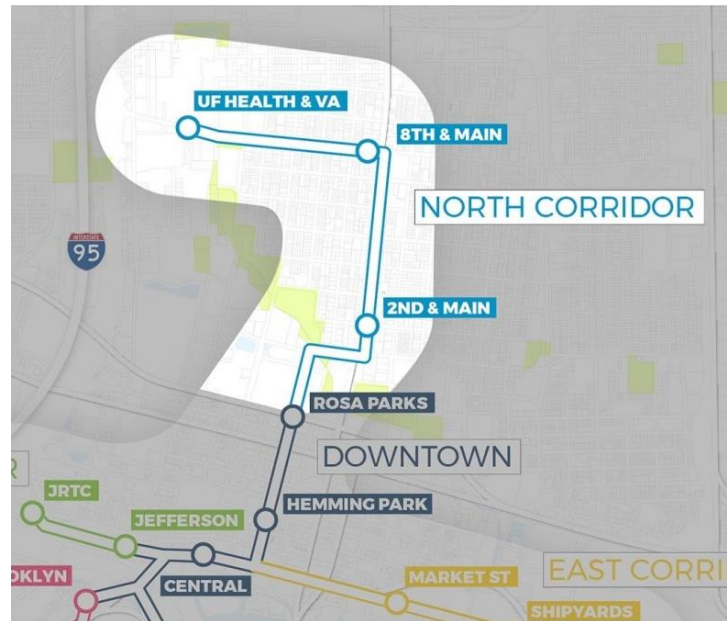 UF HEALTH & VA
8TH & MAIN
NORTH CORRIDOR
INTERSTATE
95
2ND & MAIN
ROSA PARKS
DOWNTOWN
R
JRTC
HEMMING PARK
JEFFERSON
OKLYN
CENTRAL
MARKET ST
EAST CORRI
SHIPYARDS